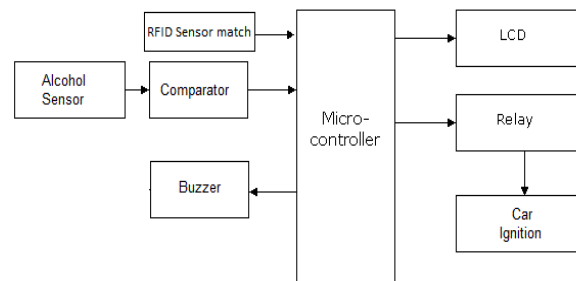 RFID Sensor match
LCD
Alcohol
Sensor
Comparator
Micro-
controller
Relay
Buzzer
Car
Ignition